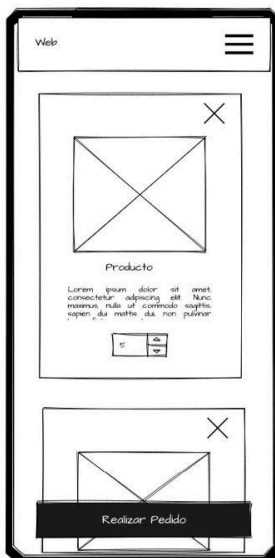 Web
Producto
Lorem ipsum dolor sit amet,
consectetur adipiscing elit. Nunc
maximus, nulla ut commodo sagittis,
sapien dui mattis dui, non pulvinar
5
Realizar Pedido